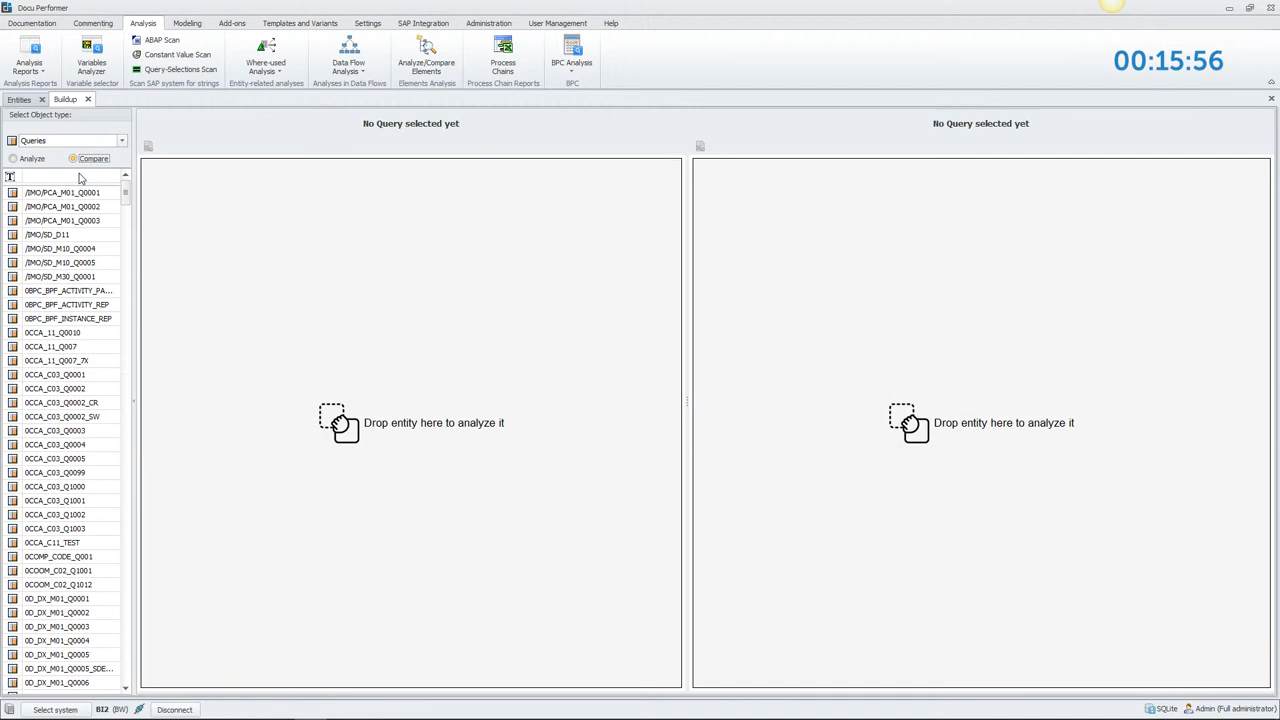 Docu Performer
Documentation Commenting Analysis Modeling Add-ons Templates and Variants Settings SAP Integration Administration User Management Help
Analysis Reports
Variables Analyzer
ABAP Scan
Constant Value Scan
Query-Selections Scan
Where-used Analysis
Data Flow Analysis
Analyze/Compare Elements
Process Chains
BPC Analysis
00:15:56
Analysis Reports Variable selector Scan SAP system for strings Entity-related analyses Analyses in Data Flows Elements Analysis Process Chain Reports BPC
Entities Buildup
Select Object type:
Queries
Analyze Compare
No Query selected yet
No Query selected yet
/IMO/PCA_M01_Q0001
/IMO/PCA_M01_Q0002
/IMO/PCA_M01_Q0003
/IMO/SD_D11
/IMO/SD_M10_Q0004
/IMO/SD_M10_Q0005
/IMO/SD_M30_Q0001
0BPC_BPF_ACTIVITY_PA...
0BPC_BPF_ACTIVITY_REP
0BPC_BPF_INSTANCE_REP
0CCA_11_Q0010
0CCA_11_Q007
0CCA_11_Q007_7X
0CCA_C03_Q0001
0CCA_C03_Q0002
0CCA_C03_Q0002_CR
0CCA_C03_Q0002_SW
0CCA_C03_Q0003
0CCA_C03_Q0004
0CCA_C03_Q0005
0CCA_C03_Q0099
0CCA_C03_Q1000
0CCA_C03_Q1001
0CCA_C03_Q1002
0CCA_C03_Q1003
0CCA_C11_TEST
0COMP_CODE_Q001
0COOM_C02_Q1001
0COOM_C02_Q1012
0D_DX_M01_Q0001
0D_DX_M01_Q0002
0D_DX_M01_Q0003
0D_DX_M01_Q0004
0D_DX_M01_Q0005
0D_DX_M01_Q0005_SDE...
0D_DX_M01_Q0006
Drop entity here to analyze it
Drop entity here to analyze it
Select system BI2 (BW) Disconnect SQLite Admin (Full administrator)